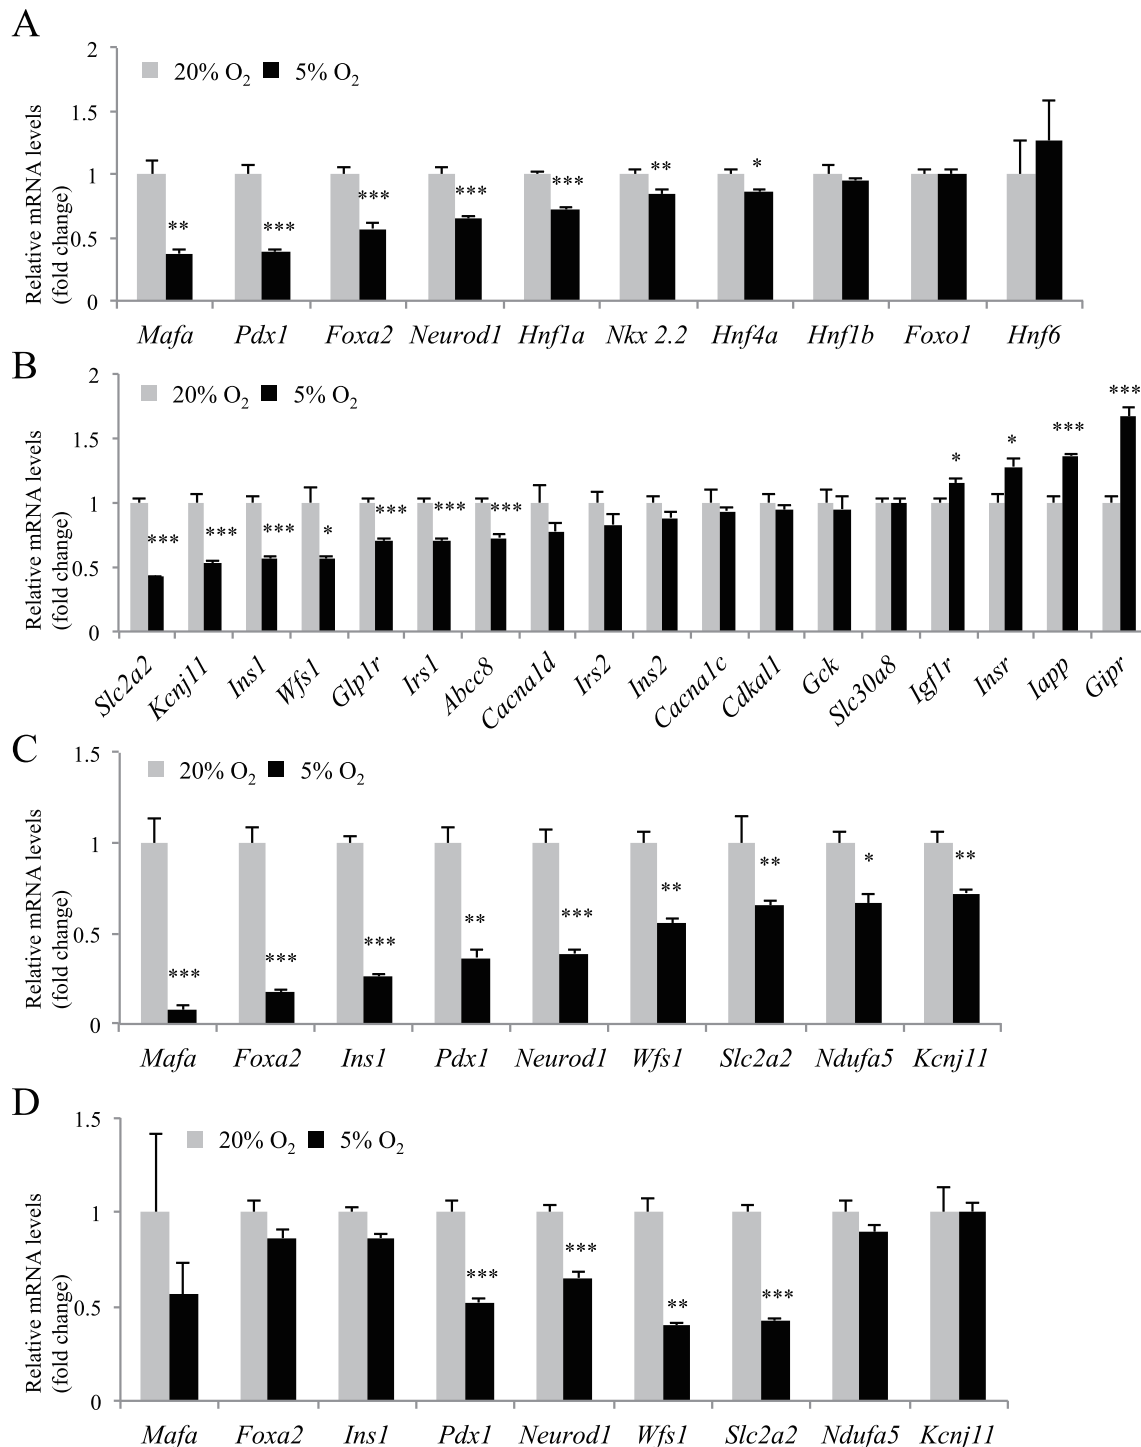 A
2
20% O2 5% O2
1.5
1
0.5
0
Relative mRNA levels
(fold change)
** *** *** *** *** ** *
Mafa Pdx1 Foxa2 Neurod1 Hnf1a Nkx 2.2 Hnf4a Hnf1b Foxo1 Hnf6
B
2
20% O2 5% O2
1.5
1
0.5
0
Relative mRNA levels
(fold change)
*** *** *** * *** *** *** * * *** ***
Slc2a2 Kcnj11 Ins1 Wfs1 Glp1r Irs1 Abcc8 Cacna1d Irs2 Ins2 Cacna1c Cdkal1 Gck Slc30a8 Igf1r Insr Iapp Gipr
C
1.5
20% O2 5% O2
1
0.5
0
Relative mRNA levels
(fold change)
*** *** *** ** *** ** ** * **
Mafa Foxa2 Ins1 Pdx1 Neurod1 Wfs1 Slc2a2 Ndufa5 Kcnj11
D
1.5
20% O2 5% O2
1
0.5
0
Relative mRNA levels
(fold change)
*** *** ** ***
Mafa Foxa2 Ins1 Pdx1 Neurod1 Wfs1 Slc2a2 Ndufa5 Kcnj11